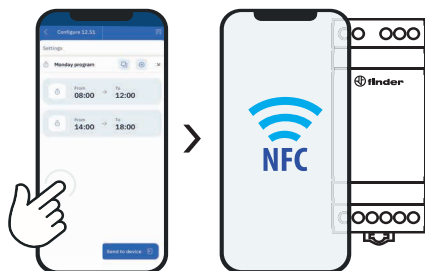 Configure 12.51
Settings
Monday program
From
To
08:00
12:00
From
To
14:00
18:00
Send to device
NFC
finder